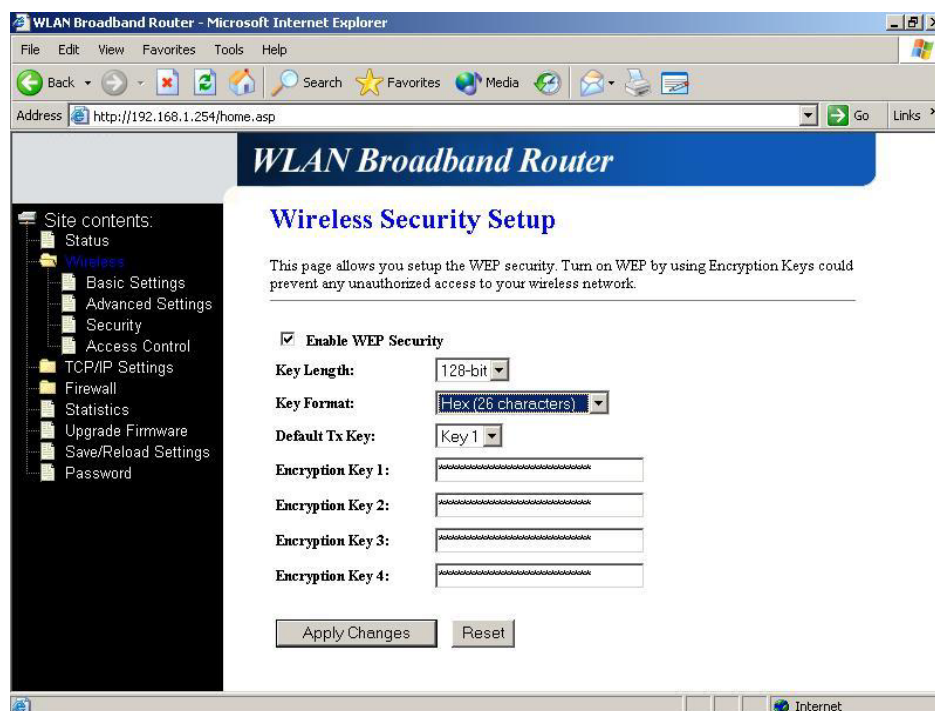 WLAN Broadband Router - Microsoft Internet Explorer
File Edit View Favorites Tools Help
Back Search Favorites Media
Address http://192.168.1.254/home.asp Go Links
WLAN Broadband Router
Site contents:
Status
Wireless
Basic Settings
Advanced Settings
Security
Access Control
TCP/IP Settings
Firewall
Statistics
Upgrade Firmware
Save/Reload Settings
Password
Wireless Security Setup
This page allows you setup the WEP security. Turn on WEP by using Encryption Keys could
prevent any unauthorized access to your wireless network.
Enable WEP Security
Key Length: 128-bit
Key Format: Hex (26 characters)
Default Tx Key: Key 1
Encryption Key 1: **************************
Encryption Key 2: **************************
Encryption Key 3: **************************
Encryption Key 4: **************************
Apply Changes Reset
Internet